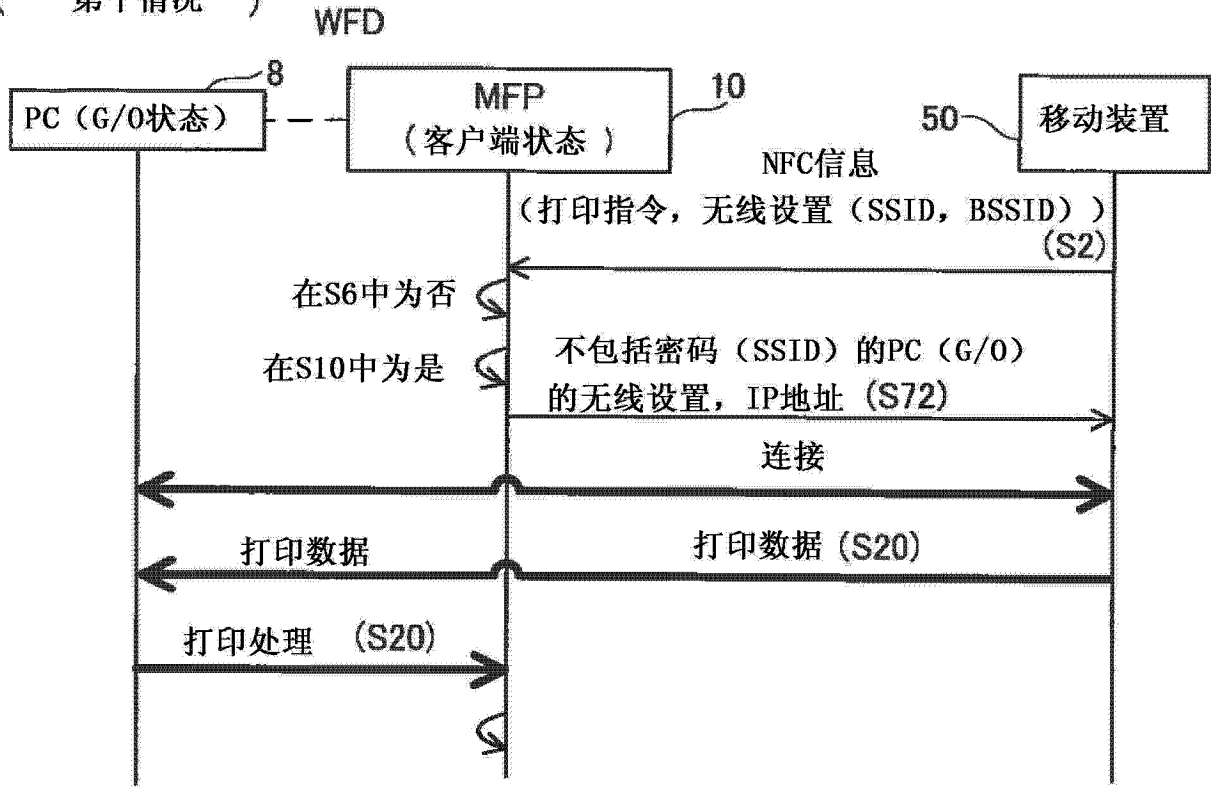 WFD
8
PC（G/O状态）
MFP
（客户端状态）
10
50
移动装置
NFC信息
（打印指令，无线设置（SSID，BSSID））
(S2)
在S6中为否
在S10中为是
不包括密码（SSID）的PC（G/O）
的无线设置，IP地址 (S72)
连接
打印数据
打印数据 (S20)
打印处理 (S20)